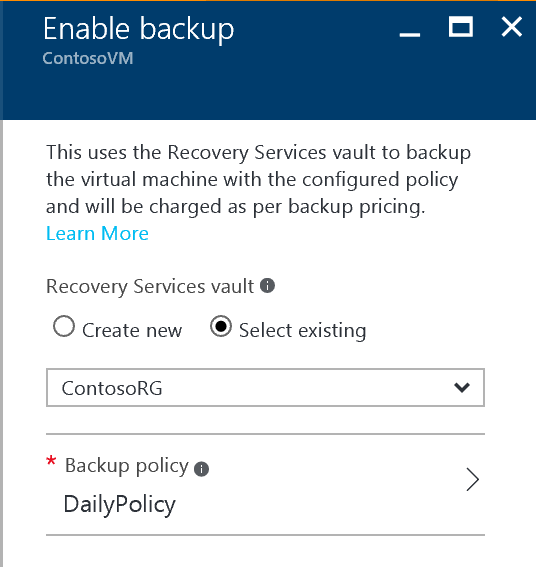 Enable backup
ContosoVM
This uses the Recovery Services vault to backup
the virtual machine with the configured policy
and will be charged as per backup pricing.
Learn More
Recovery Services vault
Create new Select existing
ContosoRG
* Backup policy
DailyPolicy